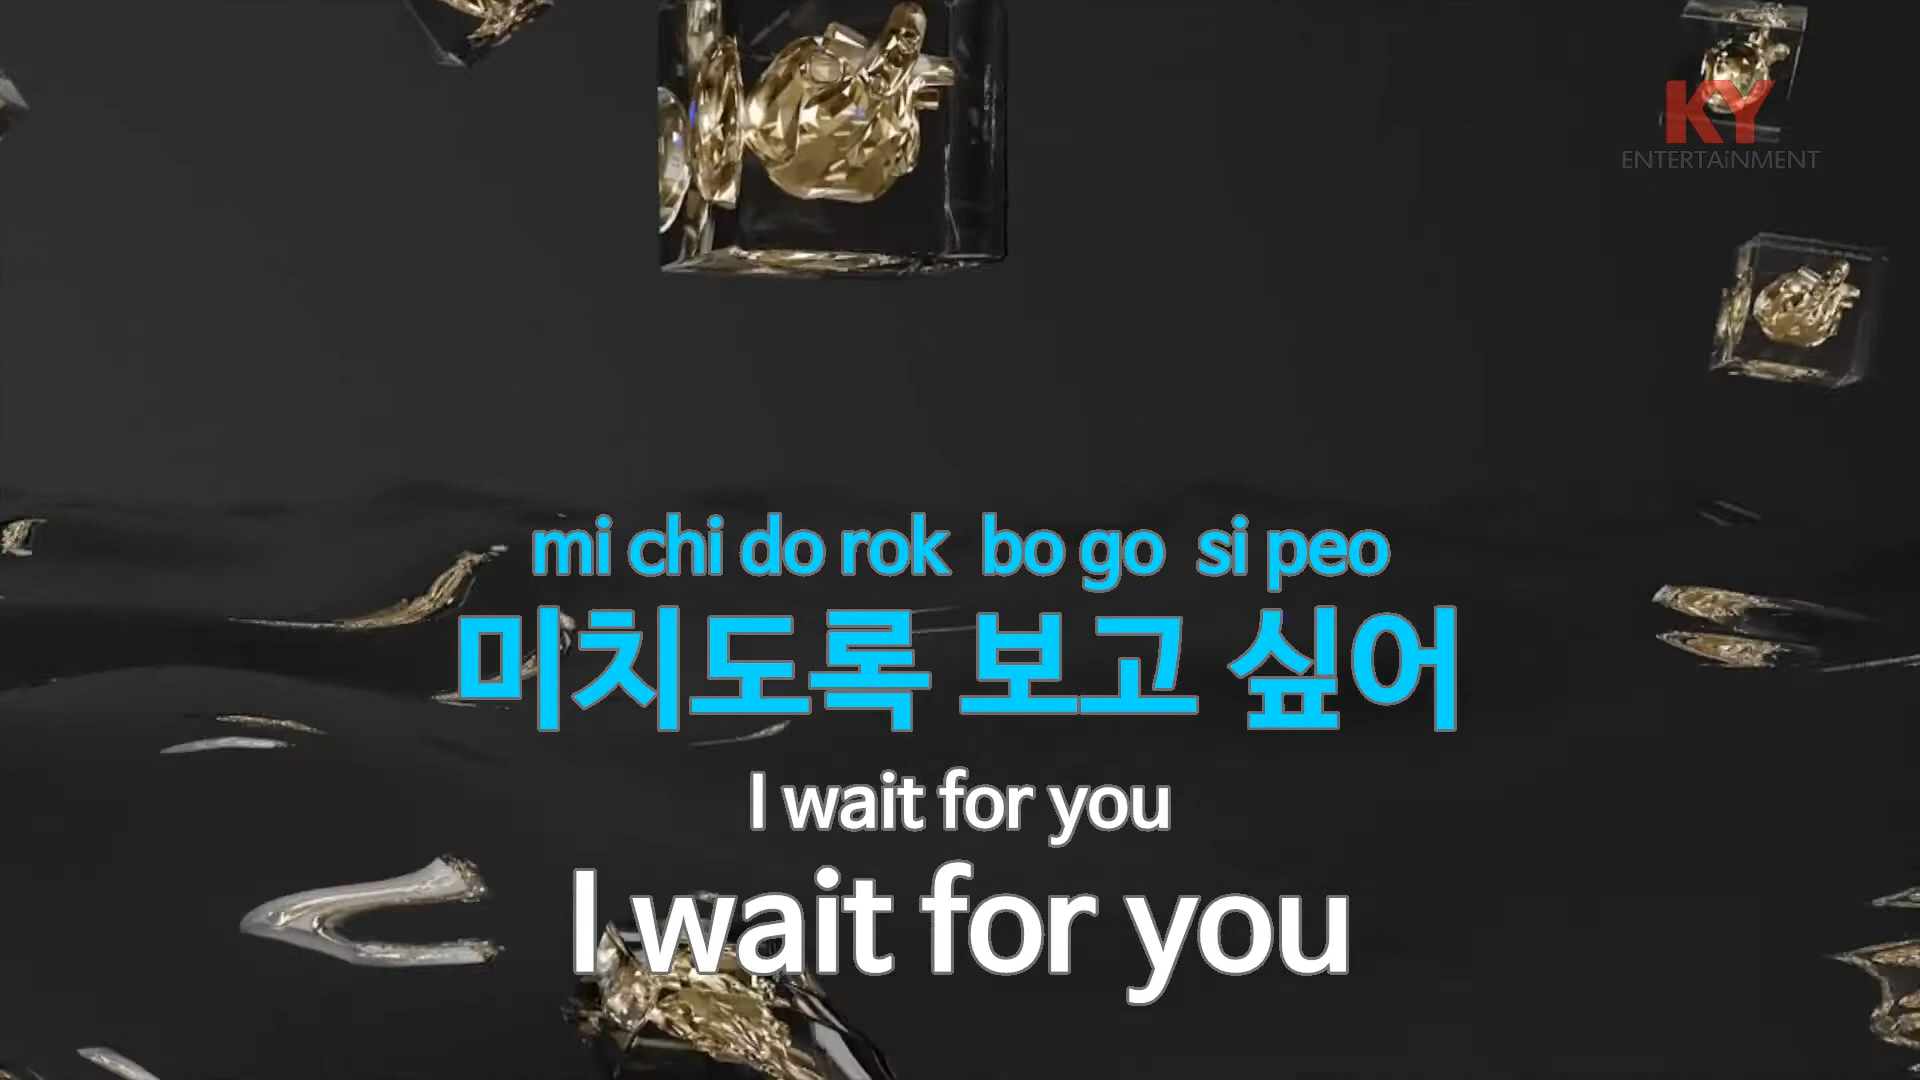 KY
ENTERTAiNMENT
mi chi do rok bo go si peo
미치도록 보고 싶어
I wait for you
I wait for you